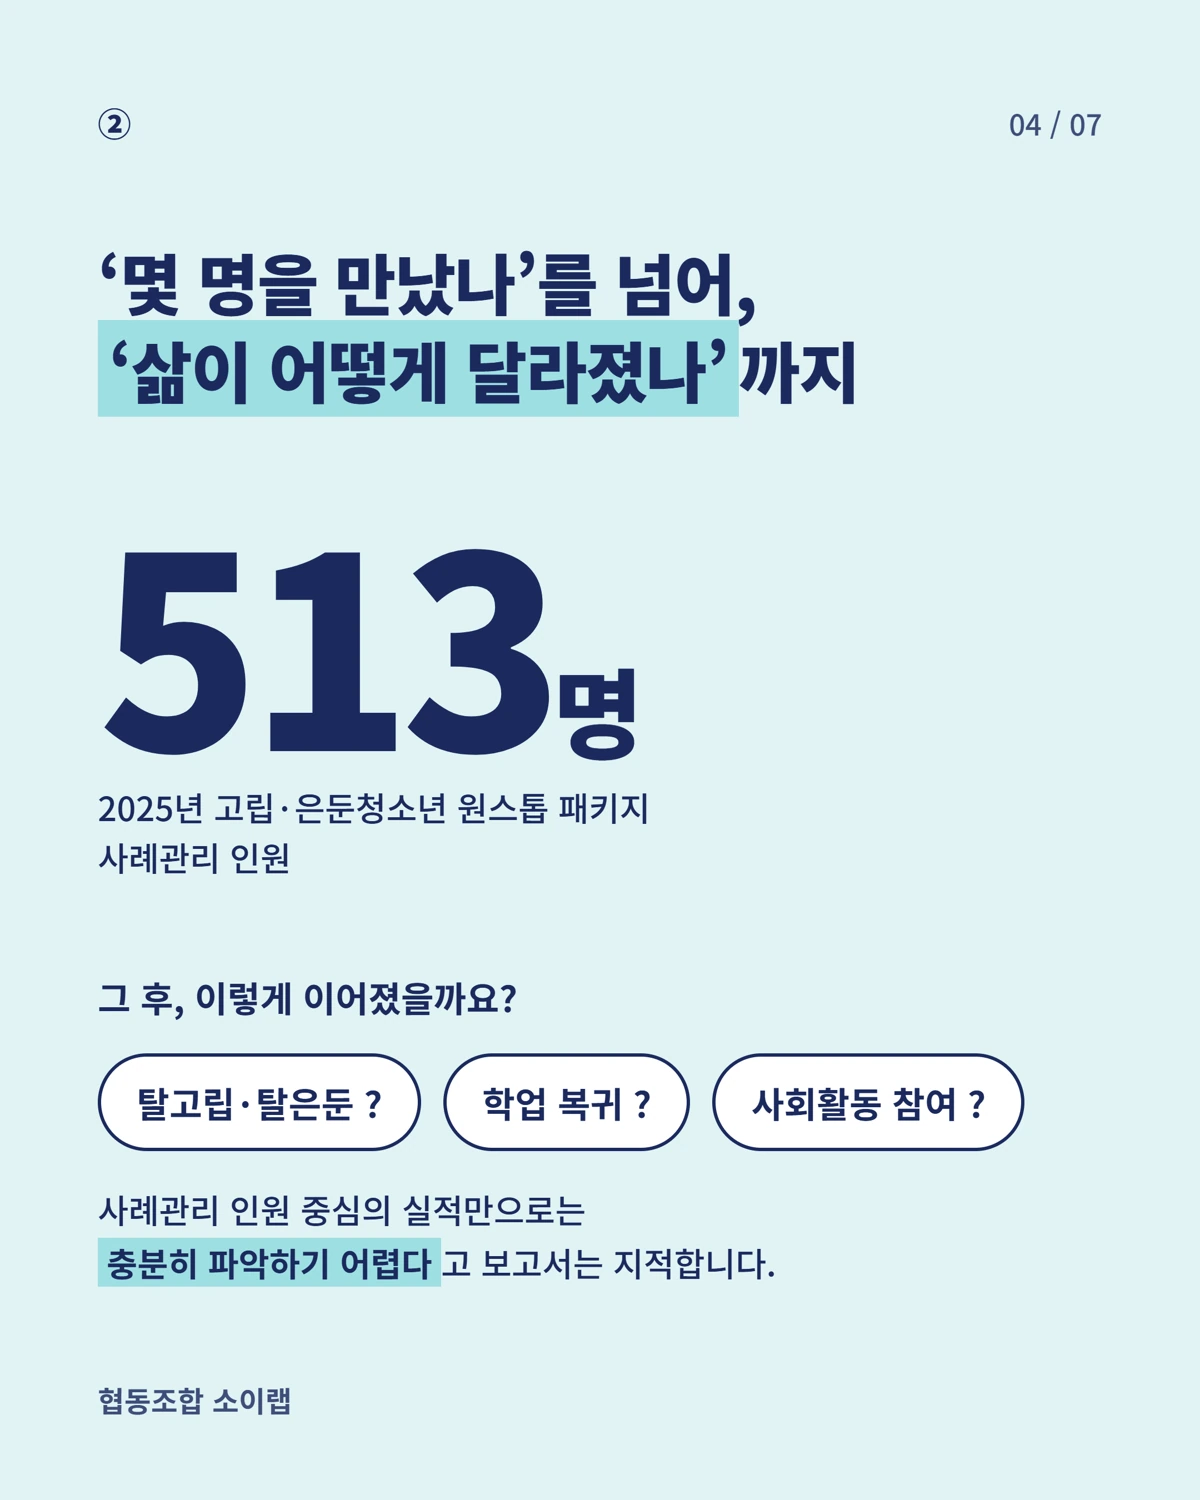 ②
04 / 07
‘몇 명을 만났나’를 넘어,
‘삶이 어떻게 달라졌나’까지
513명
2025년 고립·은둔청소년 원스톱 패키지
사례관리 인원
그 후, 이렇게 이어졌을까요?
탈고립·탈은둔 ?
학업 복귀 ?
사회활동 참여 ?
사례관리 인원 중심의 실적만으로는
충분히 파악하기 어렵다고 보고서는 지적합니다.
협동조합 소이랩